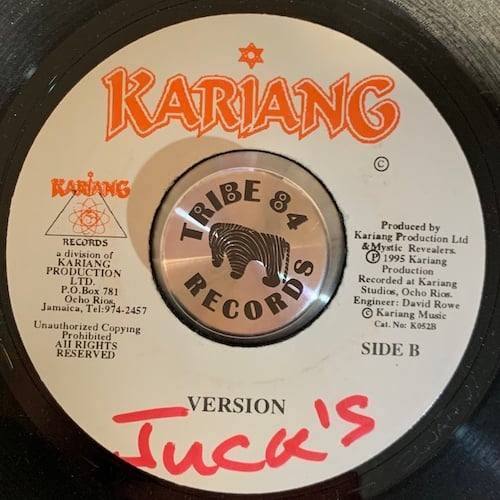 KARIANG
©
KARIANG
RECORDS
a division of
KARIANG
PRODUCTION
LTD.
P.O.BOX 781
Ocho Rios,
Jamaica, Tel:974-2457
Unauthorized Copying
Prohibited
All RIGHTS
RESERVED
TRIBE 84
RECORDS
Produced by
Kariang Production Ltd
&Mystic Revealers.
℗ 1995 Kariang
Production
Recorded at Kariang
Studios, Ocho Rios.
Engineer: David Rowe
© Kariang Music
Cat. No: K052B
SIDE B
VERSION
JUCK'S